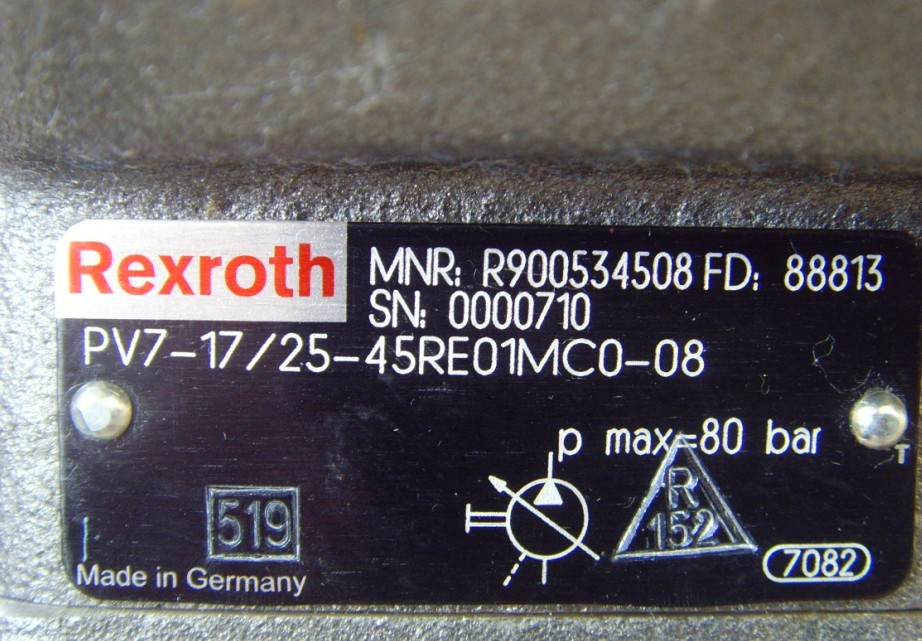 Rexroth
MNR: R900534508 FD: 88813
SN: 0000710
PV7-17/25-45RE01MC0-08
p max=80 bar
R
152
519
7082
Made in Germany
T